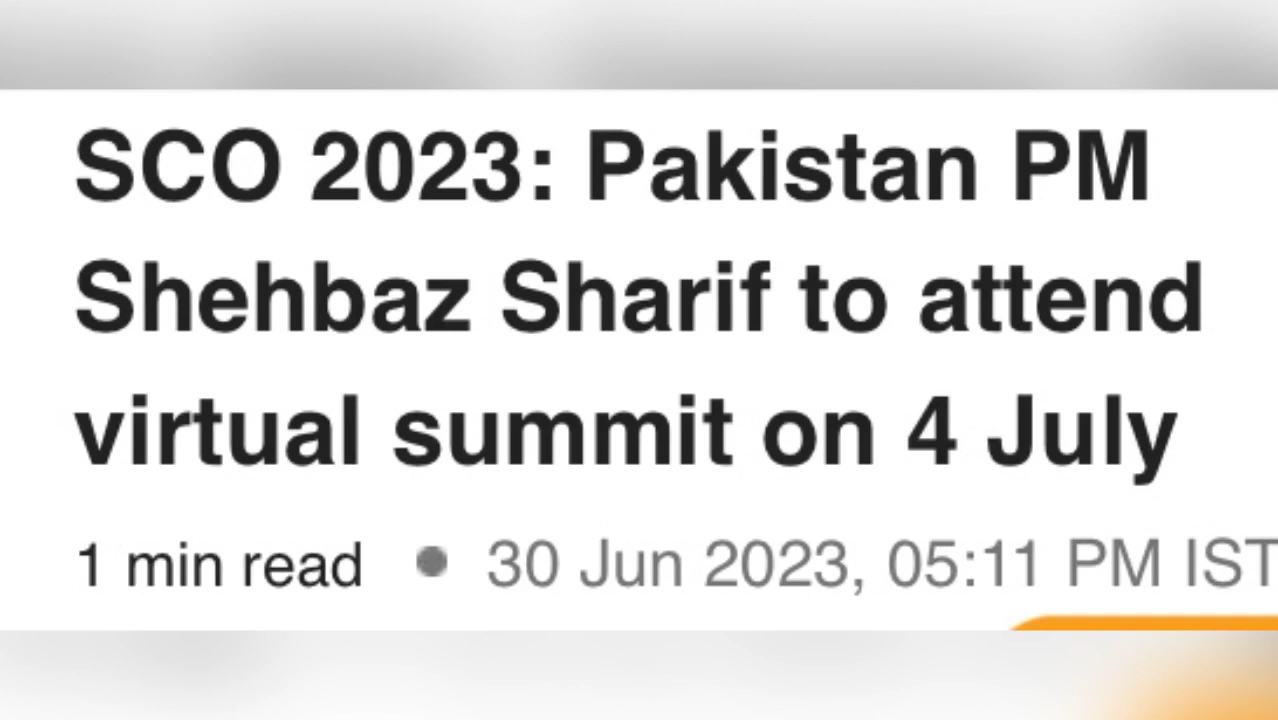 SCO 2023: Pakistan PM
Shehbaz Sharif to attend
virtual summit on 4 July
1 min read ● 30 Jun 2023, 05:11 PM IST